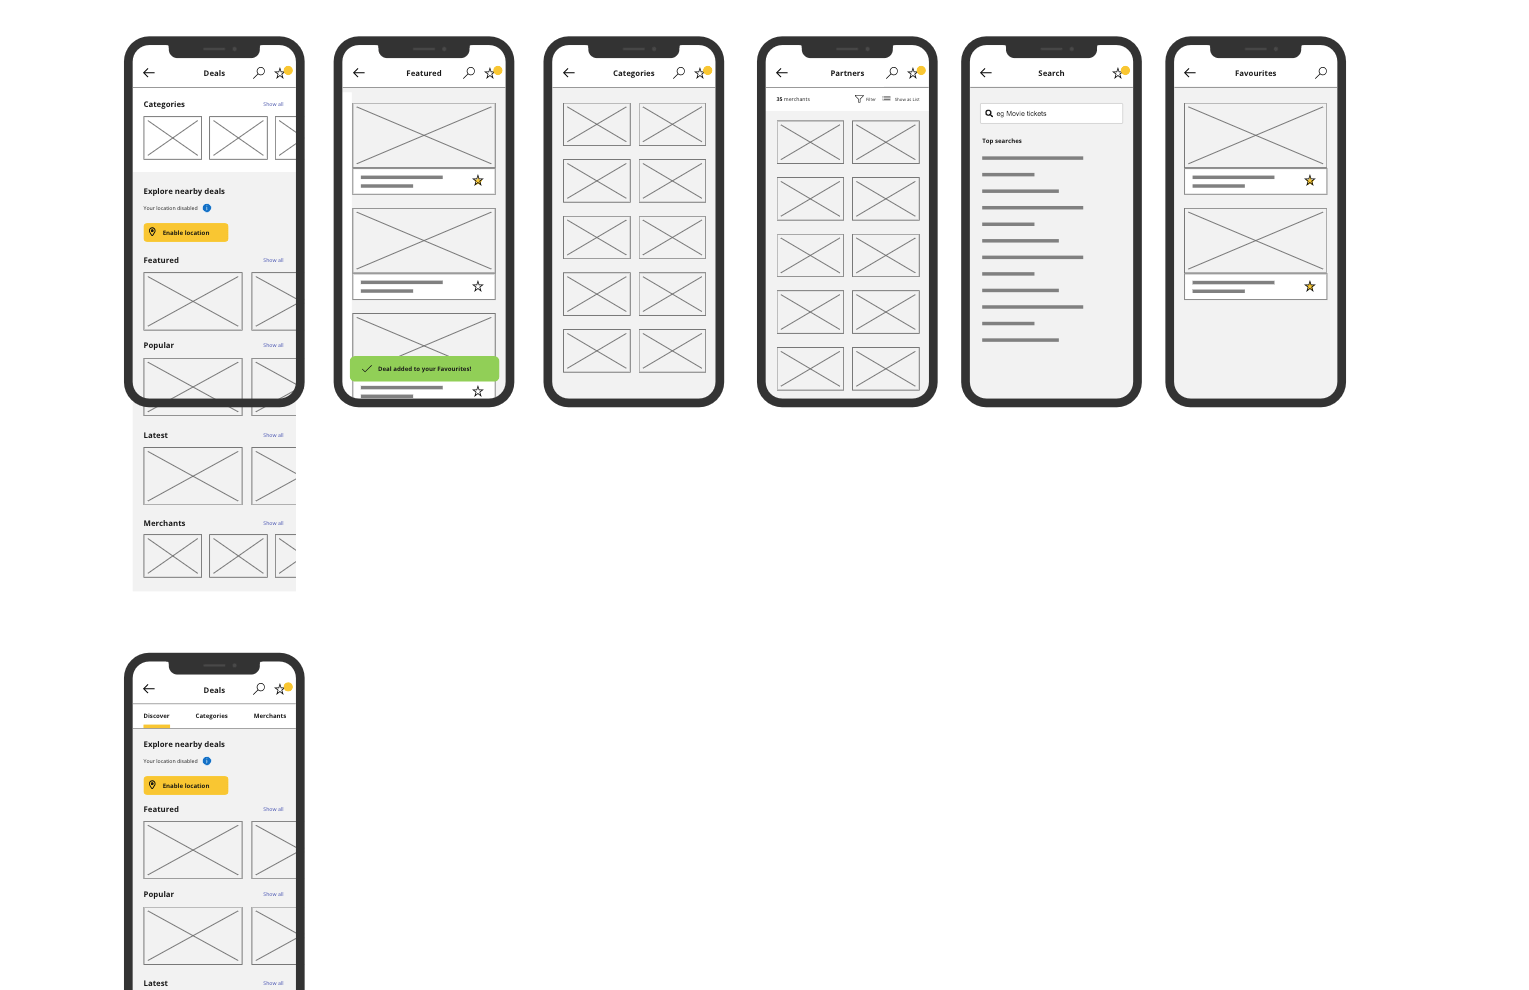 Deals
Categories
Show all
Explore nearby deals
Your location disabled
i
Enable location
Featured
Show all
Popular
Show all
Latest
Show all
Merchants
Show all
Featured
Deal added to your Favourites!
Categories
Partners
35 merchants
Filter
Show as List
Search
eg Movie tickets
Top searches
Favourites
Deals
Discover
Categories
Merchants
Explore nearby deals
Your location disabled
i
Enable location
Featured
Show all
Popular
Show all
Latest
Show all